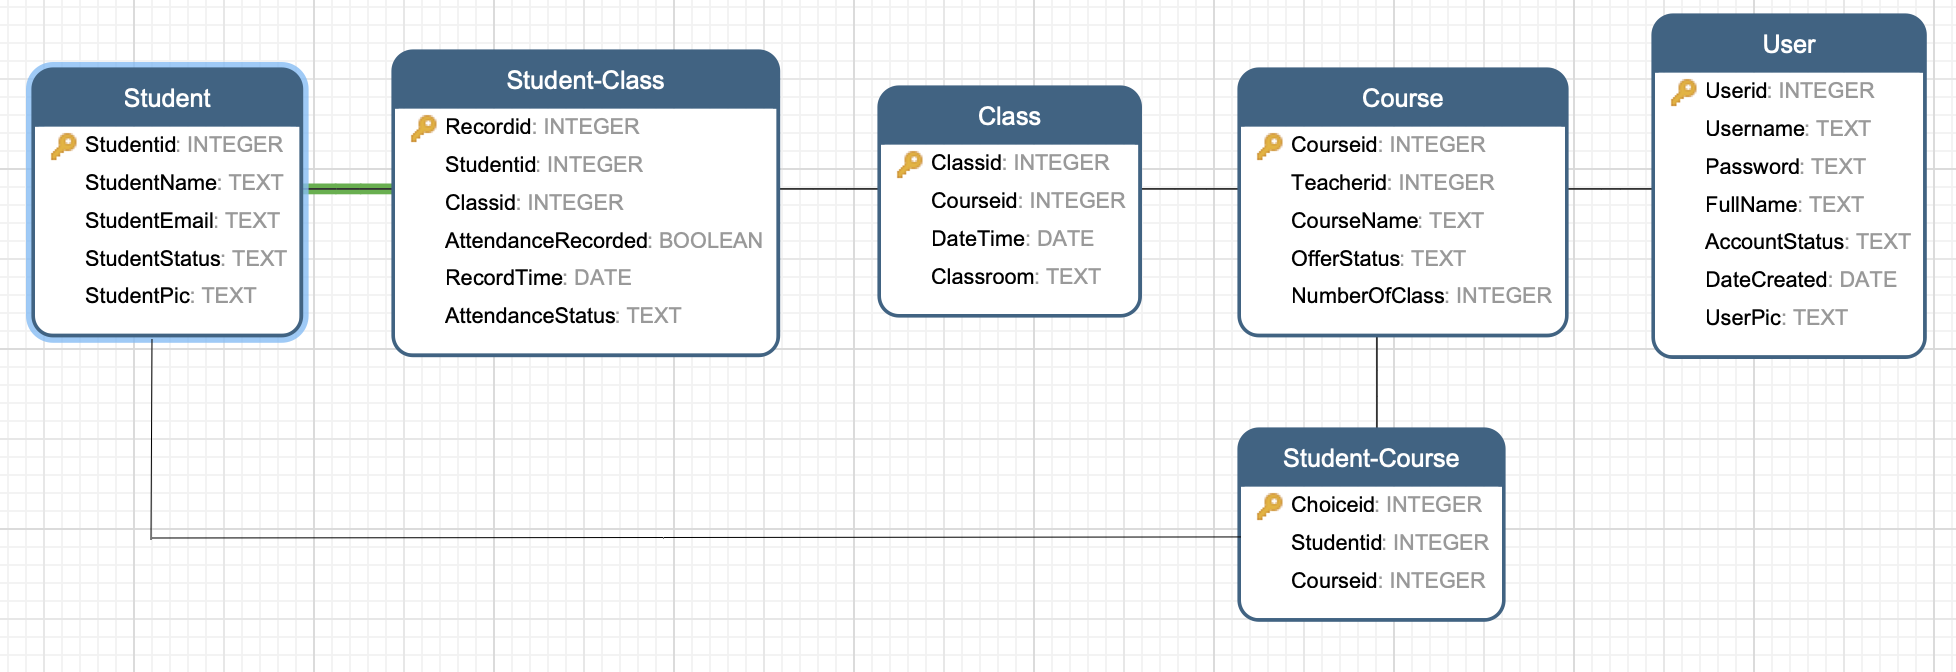 Student
Studentid: INTEGER
StudentName: TEXT
StudentEmail: TEXT
StudentStatus: TEXT
StudentPic: TEXT
Student-Class
Recordid: INTEGER
Studentid: INTEGER
Classid: INTEGER
AttendanceRecorded: BOOLEAN
RecordTime: DATE
AttendanceStatus: TEXT
Class
Classid: INTEGER
Courseid: INTEGER
DateTime: DATE
Classroom: TEXT
Course
Courseid: INTEGER
Teacherid: INTEGER
CourseName: TEXT
OfferStatus: TEXT
NumberOfClass: INTEGER
User
Userid: INTEGER
Username: TEXT
Password: TEXT
FullName: TEXT
AccountStatus: TEXT
DateCreated: DATE
UserPic: TEXT
Student-Course
Choiceid: INTEGER
Studentid: INTEGER
Courseid: INTEGER